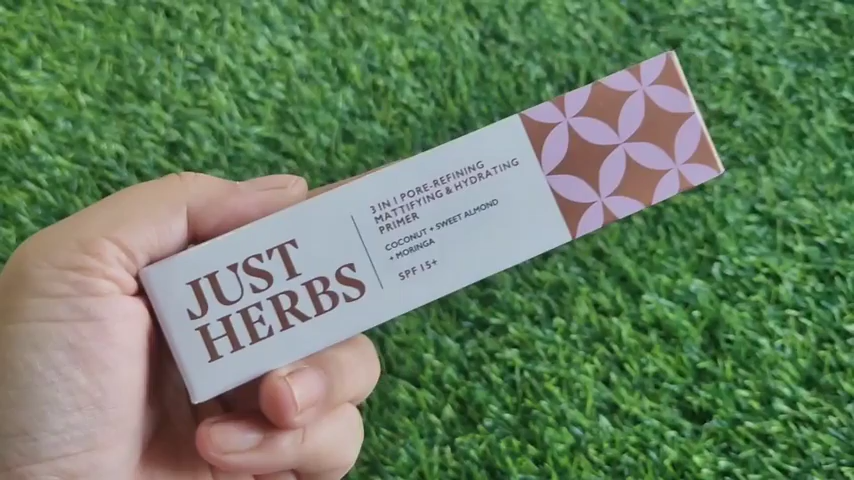 JUST
HERBS
3 IN 1 PORE-REFINING
MATTIFYING & HYDRATING
PRIMER
COCONUT + SWEET ALMOND
+ MORINGA
SPF 15+